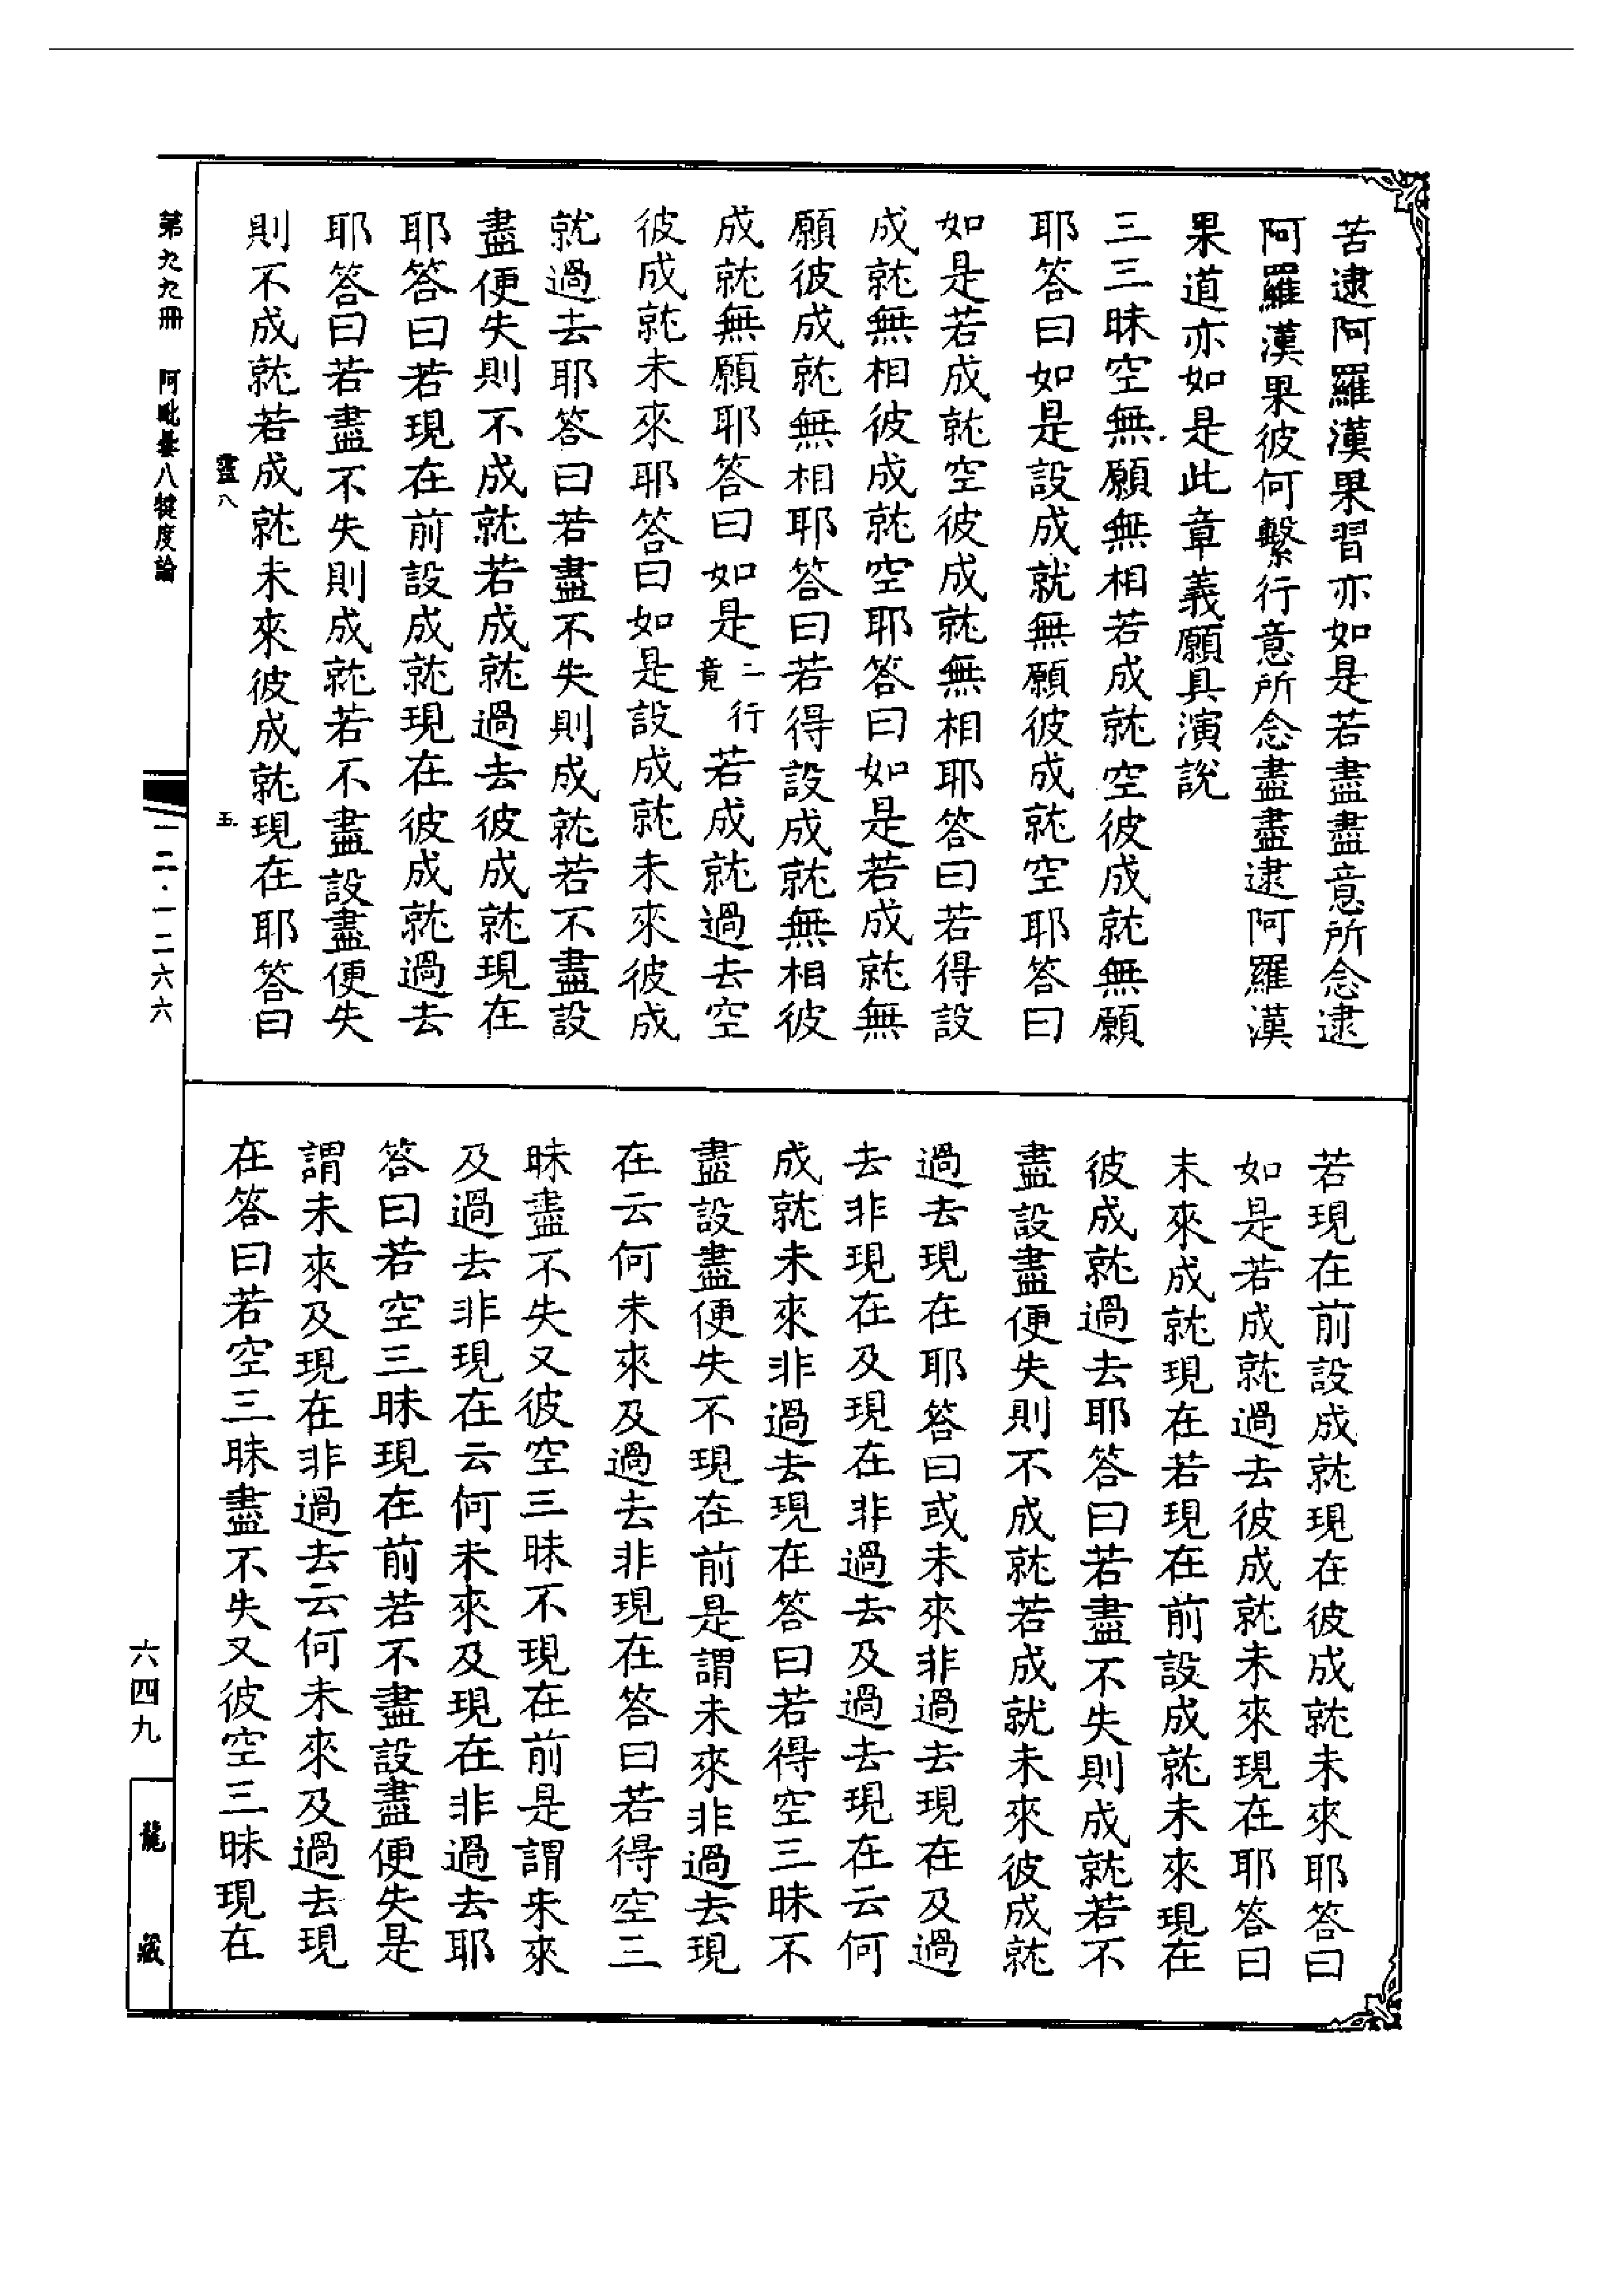 苦逮阿羅漢果習亦如是若盡盡意所念逮
阿羅漢果彼何繫行意所念盡盡逮阿羅漢
果道亦如是此章義願具演說
三三昧空無願無相若成就空彼成就無願
耶答曰如是設成就無願彼成就空耶答曰
如是若成就空彼成就無相耶答曰若得設
成就無相彼成就空耶答曰如是若成就無
願彼成就無相耶答曰若得設成就無相彼
成就無願耶答曰如是二行竟若成就過去空
彼成就未來耶答曰如是設成就未來彼成
就過去耶答曰若盡不失則成就若不盡設
盡便失則不成就若成就過去彼成就現在
耶答曰若現在前設成就現在彼成就過去
耶答曰若盡不失則成就若不盡設盡便失
則不成就若成就未來彼成就現在耶答曰
若現在前設成就現在彼成就未來耶答曰
如是若成就過去彼成就未來現在耶答曰
未來成就現在若現在前設成就未來現在
彼成就過去耶答曰若盡不失則成就若不
盡設盡便失則不成就若成就未來彼成就
過去現在耶答曰或未來非過去現在及過
去非現在及現在非過去及過去現在云何
成就未來非過去現在答曰若得空三昧不
盡設盡便失不現在前是謂未來非過去現
在云何未來及過去非現在答曰若得空三
昧盡不失又彼空三昧不現在前是謂未來
及過去非現在云何未來及現在非過去耶
答曰若空三昧現在前若不盡設盡便失是
謂未來及現在非過去云何未來及過去現
在答曰若空三昧盡不失又彼空三昧現在
第九九冊 阿毗曇八犍度論
靈八 五
一二·一二六六
六四九
龍藏